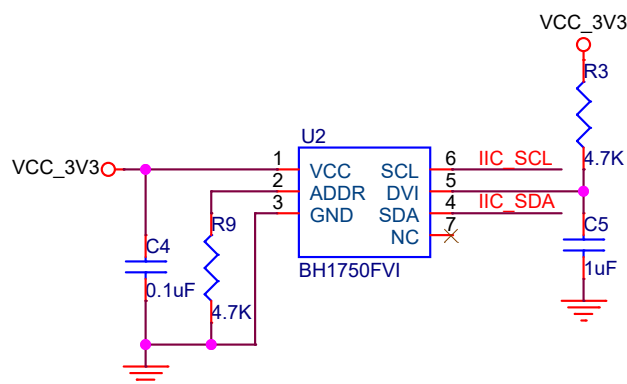 VCC_3V3
R3
4.7K
U2
VCC_3V3
1 VCC SCL 6 IIC_SCL
2 ADDR DVI 5
3 GND SDA 4 IIC_SDA
NC 7
BH1750FVI
R9
4.7K
C4
0.1uF
C5
1uF